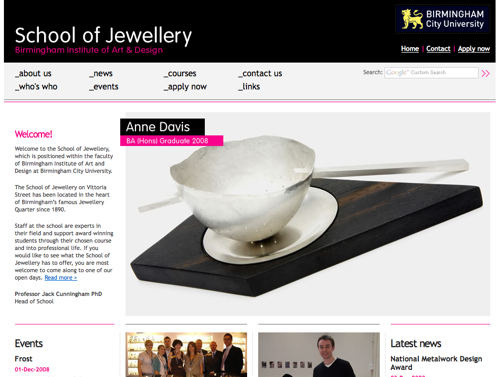 School of Jewellery
Birmingham Institute of Art & Design
BIRMINGHAM
City University
Home | Contact | Apply now
_about us
_news
_courses
_contact us
_who's who
_events
_apply now
_links
Search: Google™ Custom Search
Welcome!
Welcome to the School of Jewellery,
which is positioned within the faculty
of Birmingham Institute of Art and
Design at Birmingham City University.
The School of Jewellery on Vittoria
Street has been located in the heart
of Birmingham's famous Jewellery
Quarter since 1890.
Staff at the school are experts in
their field and support award winning
students through their chosen course
and into professional life. If you
would like to see what the School of
Jewellery has to offer, you are most
welcome to come along to one of our
open days. Read more »
Professor Jack Cunningham PhD
Head of School
Anne Davis
BA (Hons) Graduate 2008
Events
Frost
01-Dec-2008
Latest news
National Metalwork Design
Award